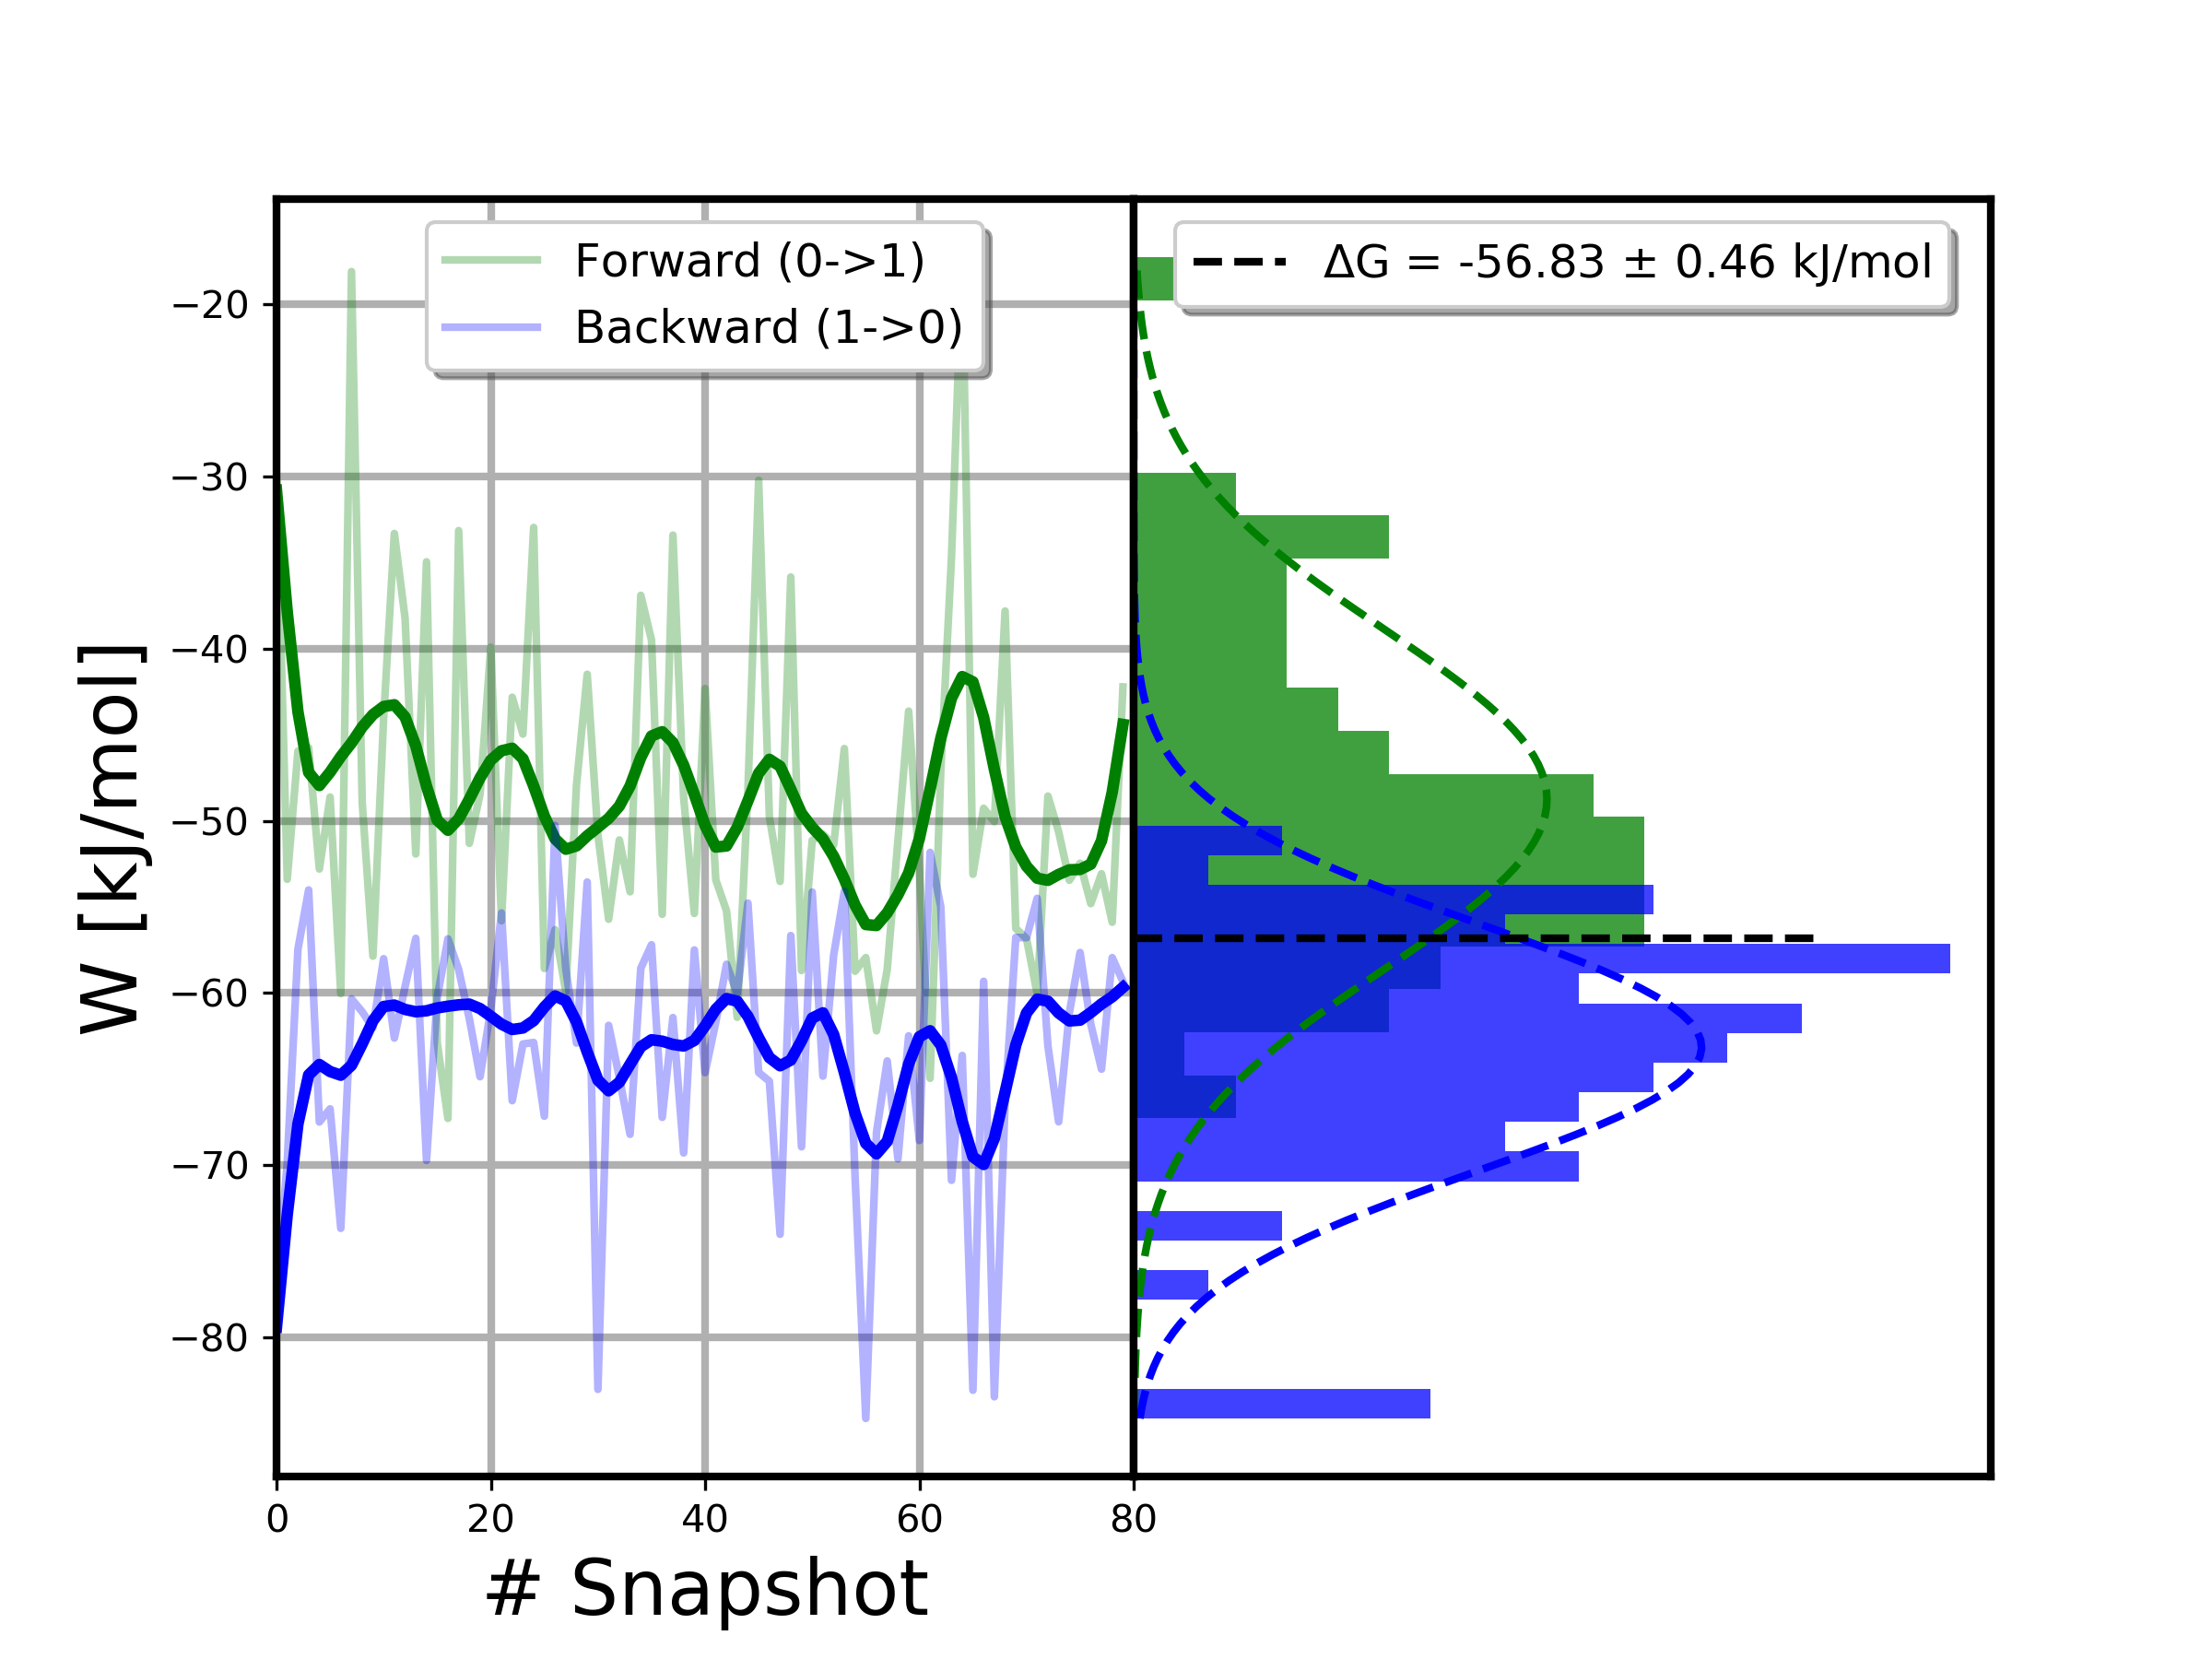 Forward (0->1)
Backward (1->0)
ΔG = -56.83 ± 0.46 kJ/mol
−20
−30
−40
−50
−60
−70
−80
W [kJ/mol]
0 20 40 60 80
# Snapshot